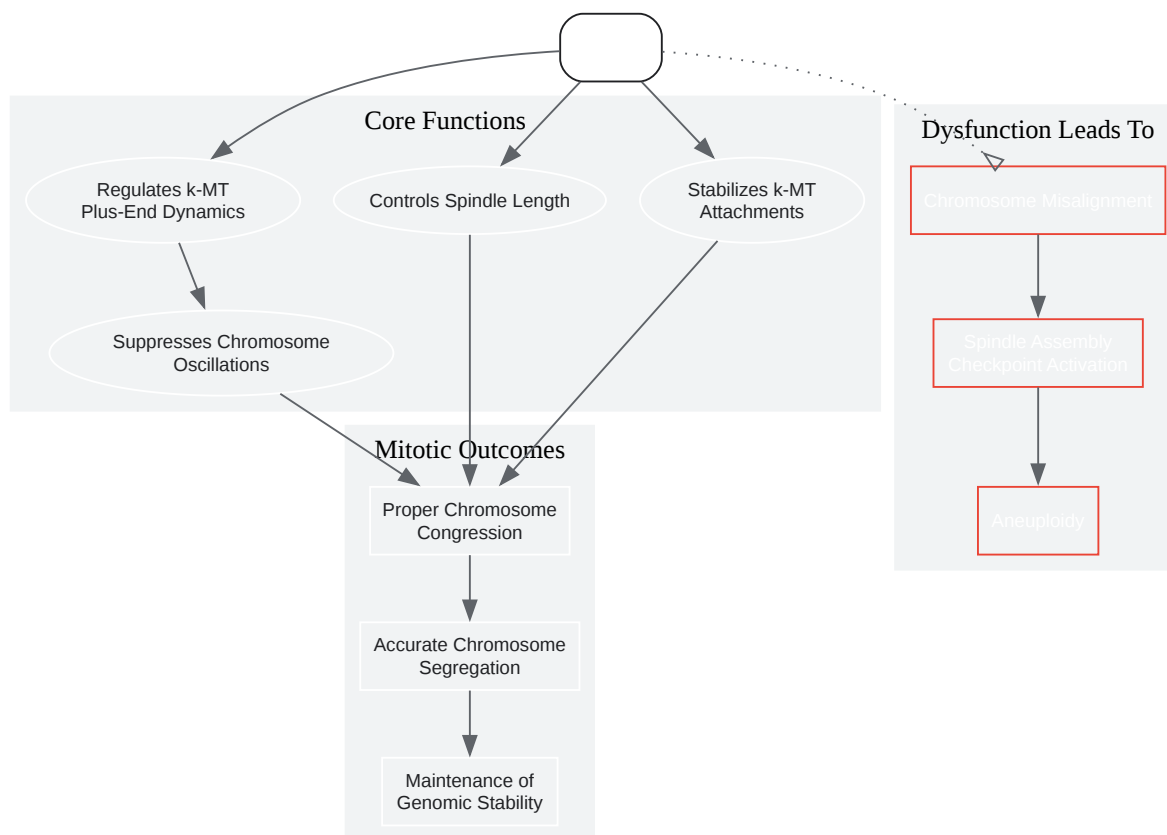 Core Functions
Regulates k-MT
Plus-End Dynamics
Controls Spindle Length
Stabilizes k-MT
Attachments
Suppresses Chromosome
Oscillations
Mitotic Outcomes
Proper Chromosome
Congression
Accurate Chromosome
Segregation
Maintenance of
Genomic Stability
Dysfunction Leads To
Chromosome Misalignment
Spindle Assembly
Checkpoint Activation
Aneuploidy